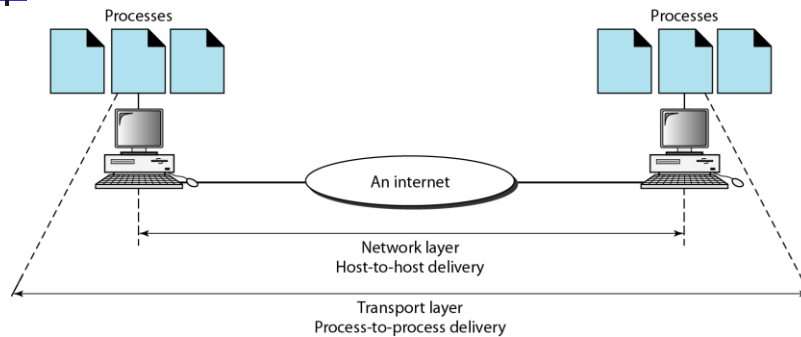 Processes
Processes
An internet
Network layer
Host-to-host delivery
Transport layer
Process-to-process delivery